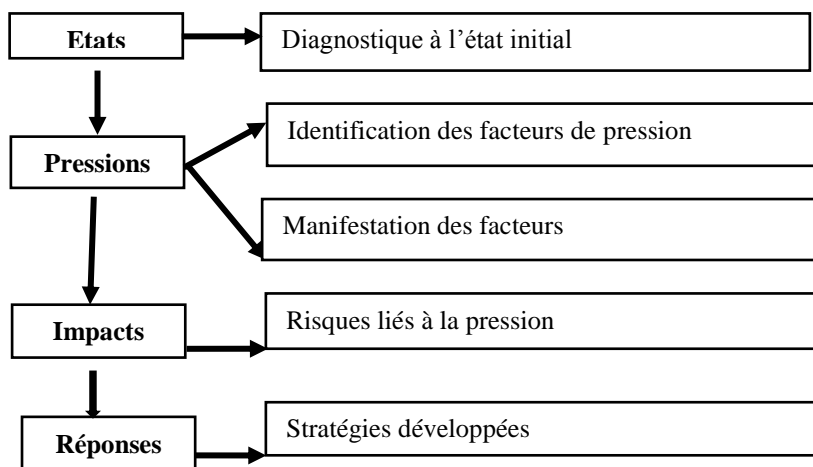 Etats
Diagnostique à l'état initial
Identification des facteurs de pression
Pressions
Manifestation des facteurs
Impacts
Risques liés à la pression
Réponses
Stratégies développées